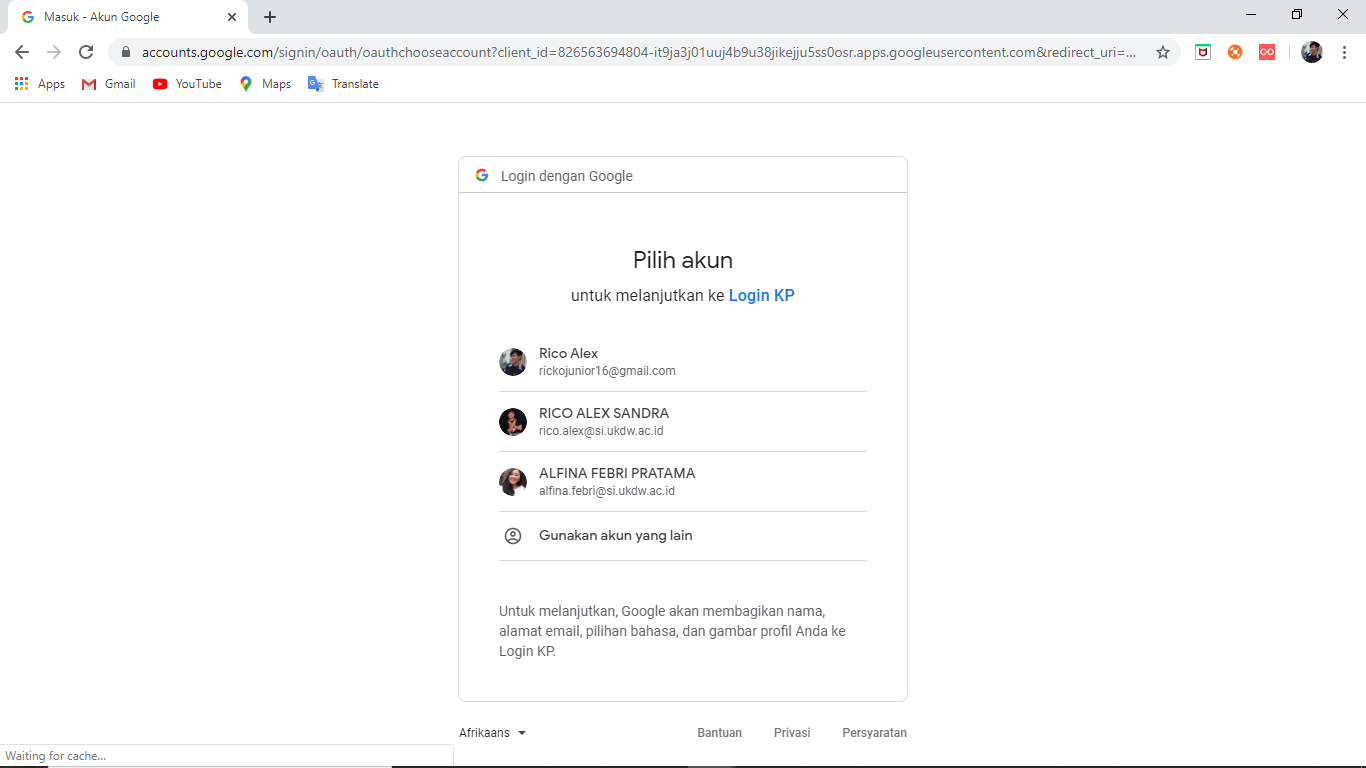 Masuk - Akun Google
accounts.google.com/signin/oauth/oauthchooseaccount?client_id=826563694804-it9ja3j01uuj4b9u38jikejju5ss0osr.apps.googleusercontent.com&redirect_uri=...
Apps Gmail YouTube Maps Translate
Login dengan Google
Pilih akun
untuk melanjutkan ke Login KP
Rico Alex
rickojunior16@gmail.com
RICO ALEX SANDRA
rico.alex@si.ukdw.ac.id
ALFINA FEBRI PRATAMA
alfina.febri@si.ukdw.ac.id
Gunakan akun yang lain
Untuk melanjutkan, Google akan membagikan nama,
alamat email, pilihan bahasa, dan gambar profil Anda ke
Login KP.
Afrikaans Bantuan Privasi Persyaratan
Waiting for cache...